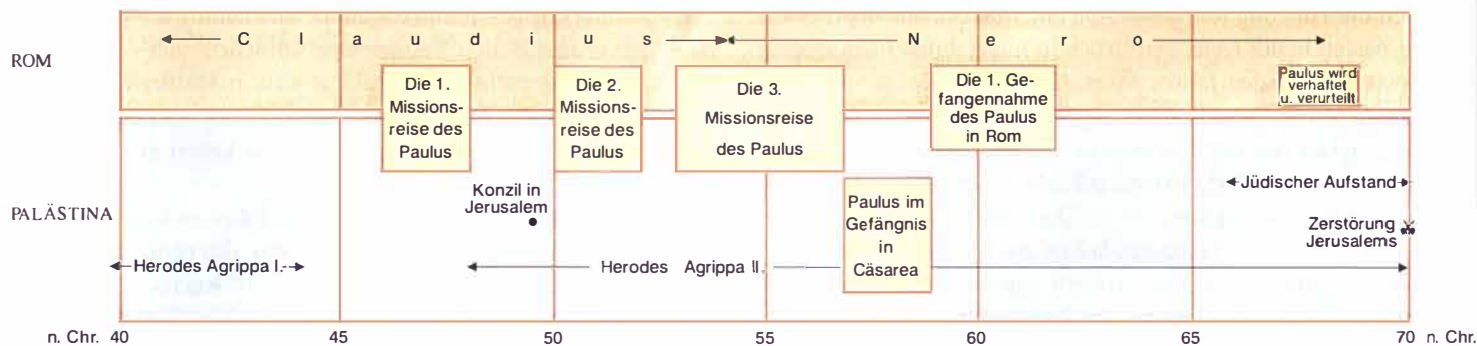 ROM
Claudius
Nero
Die 1.
Missions-
reise des
Paulus
Die 2.
Missions-
reise des
Paulus
Die 3.
Missionsreise
des Paulus
Die 1. Ge-
fangennahme
des Paulus
in Rom
Paulus wird
verhaftet
u. verurteilt
PALÄSTINA
Konzil in
Jerusalem
Paulus im
Gefängnis
in
Cäsarea
Jüdischer Aufstand
Zerstörung
Jerusalems
Herodes Agrippa I.
Herodes Agrippa II.
n. Chr. 40 45 50 55 60 65 70 n. Chr.